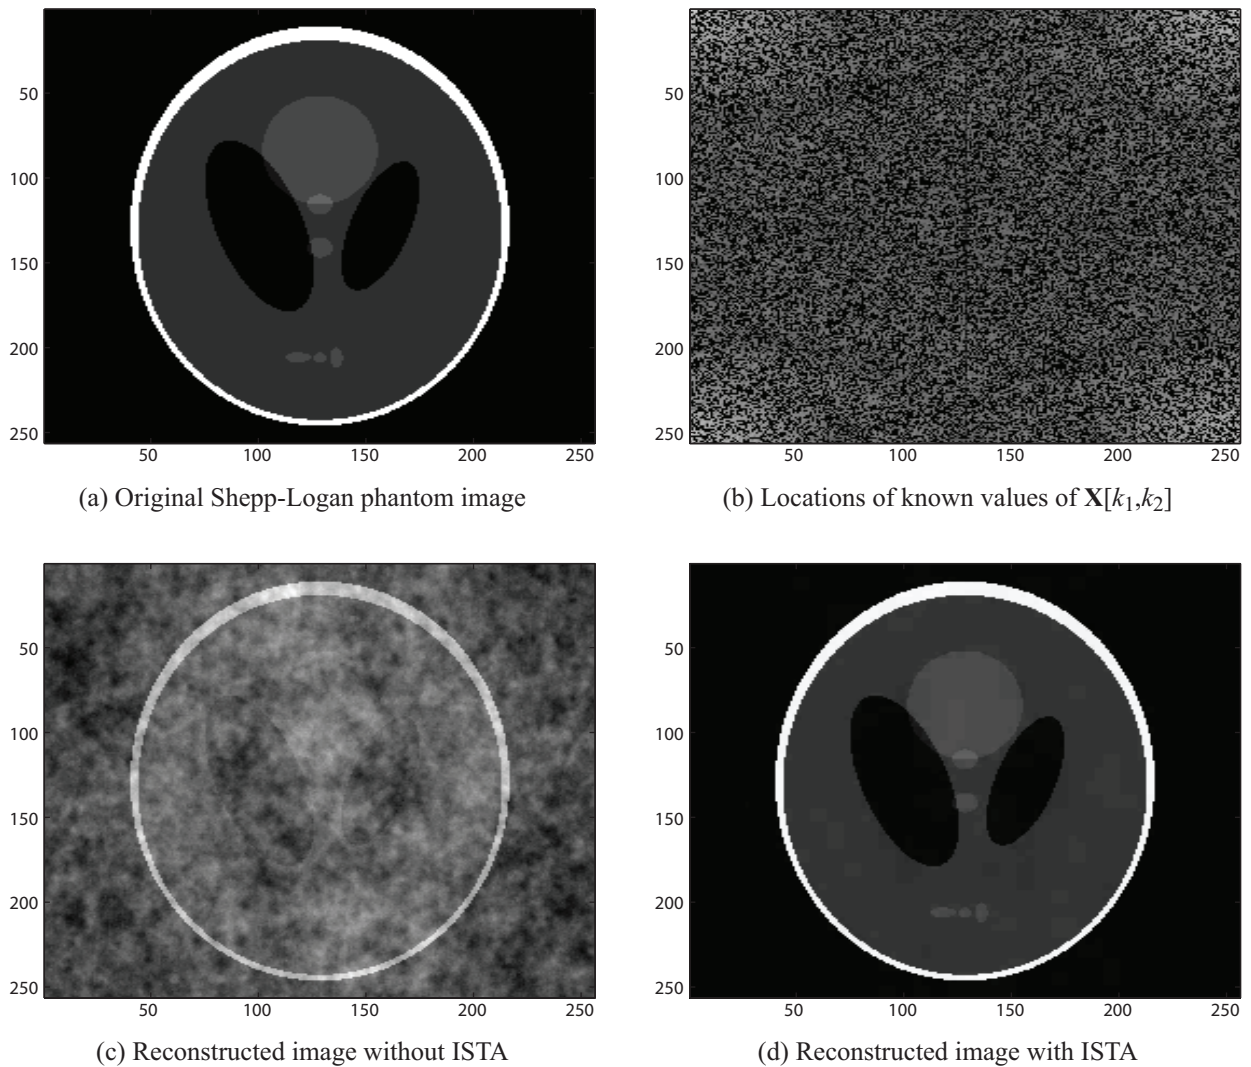 50
100
150
200
250
50 100 150 200 250
(a) Original Shepp-Logan phantom image
50
100
150
200
250
50 100 150 200 250
(b) Locations of known values of X[k1,k2]
50
100
150
200
250
50 100 150 200 250
(c) Reconstructed image without ISTA
50
100
150
200
250
50 100 150 200 250
(d) Reconstructed image with ISTA